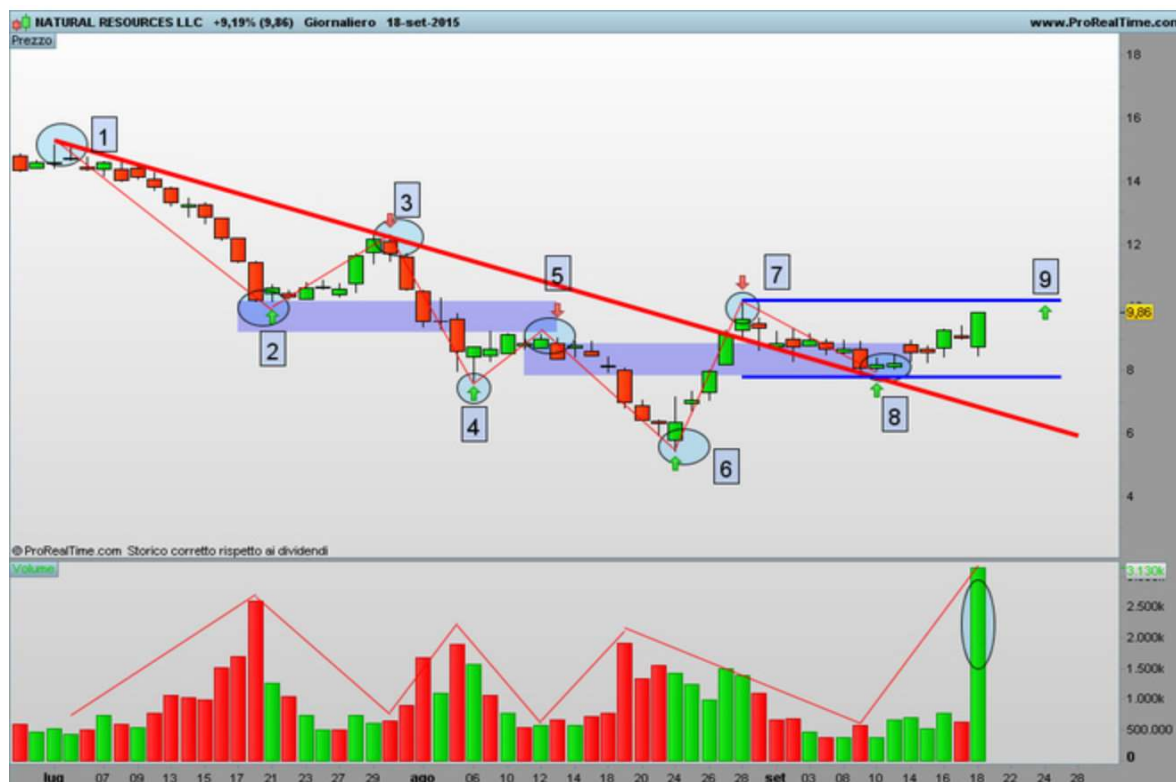 NATURAL RESOURCES LLC +9,19% (9,86) Giornaliero 18-set-2015 www.ProRealTime.com
Prezzo
18
16
14
12
9,86
8
6
4
1
2
3
4
5
6
7
8
9
© ProRealTime.com Storico corretto rispetto ai dividendi
Volume
3.130k
2.500k
2.000k
1.500k
1.000k
500.000
0
lug 07 09 13 15 17 21 23 27 29 ago 06 10 12 14 18 20 24 26 28 set 03 08 10 14 16 18 22